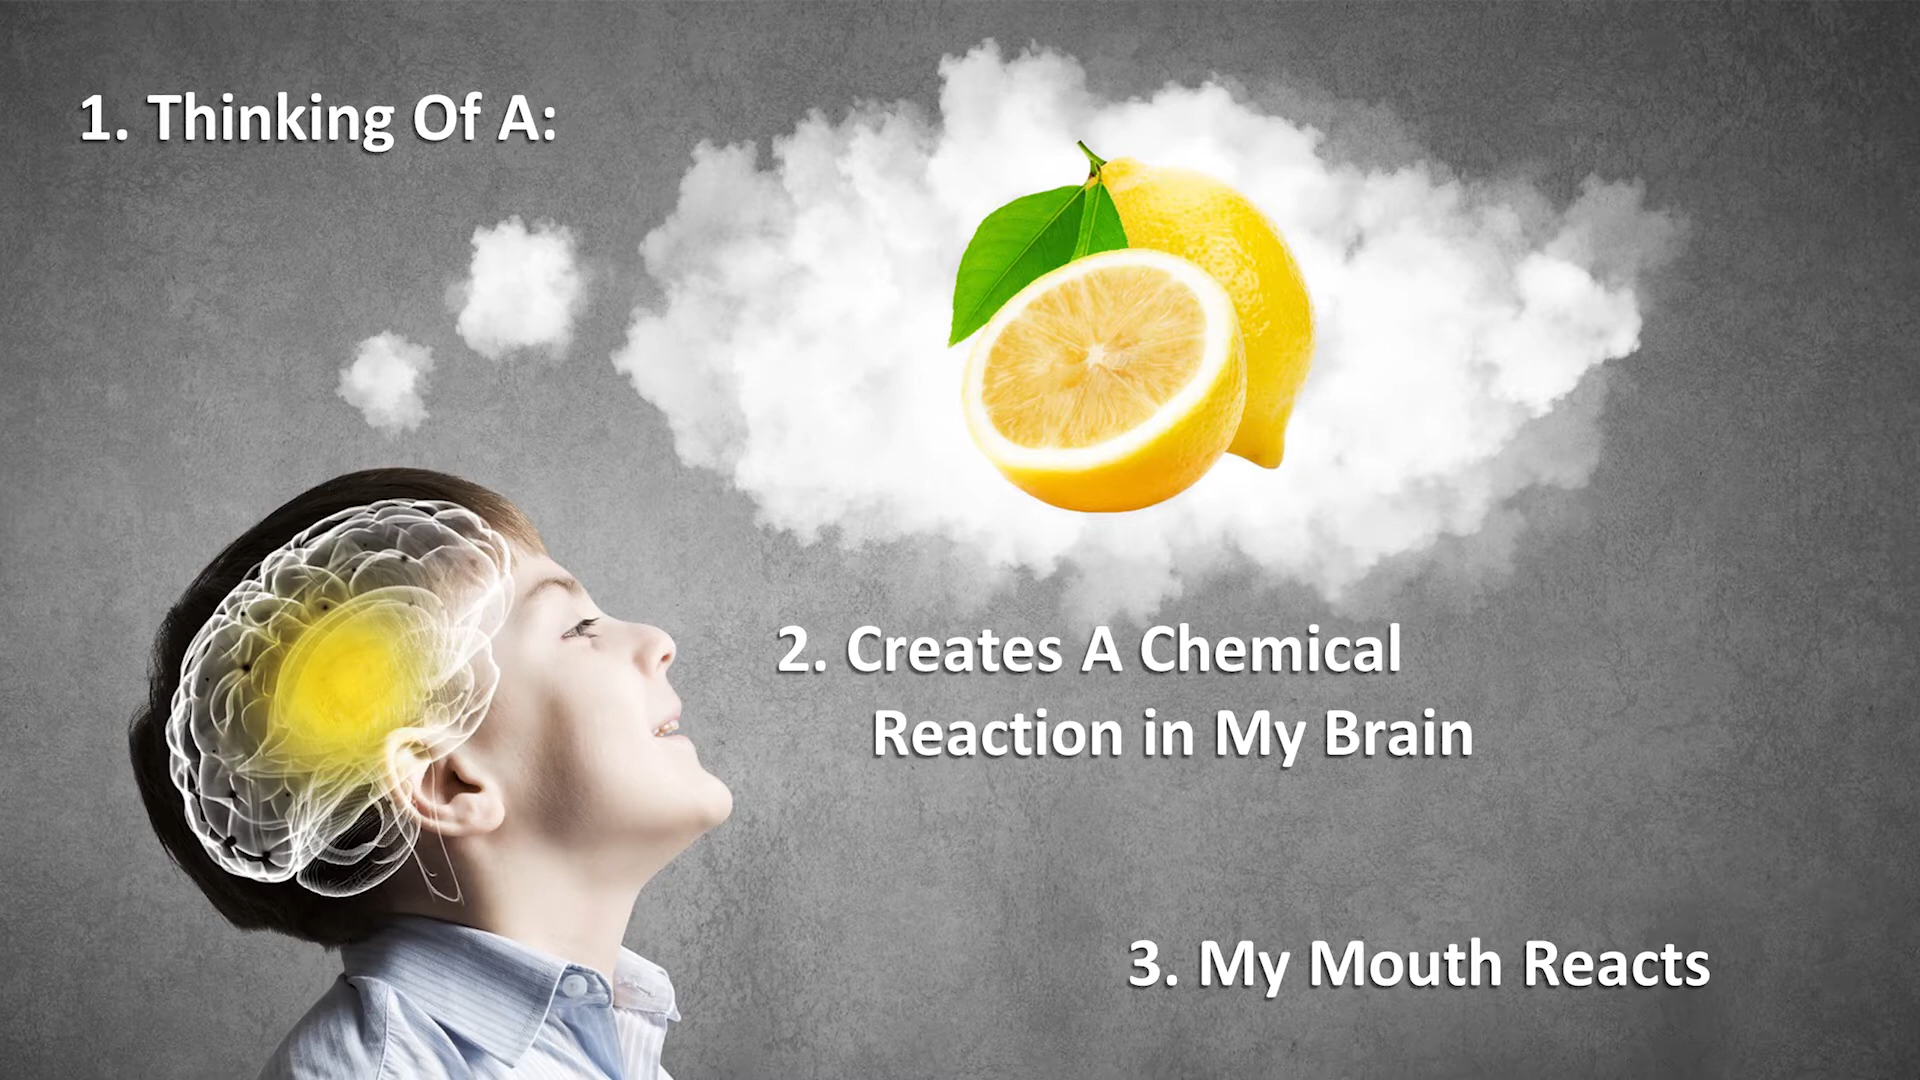 1. Thinking Of A:
2. Creates A Chemical
Reaction in My Brain
3. My Mouth Reacts